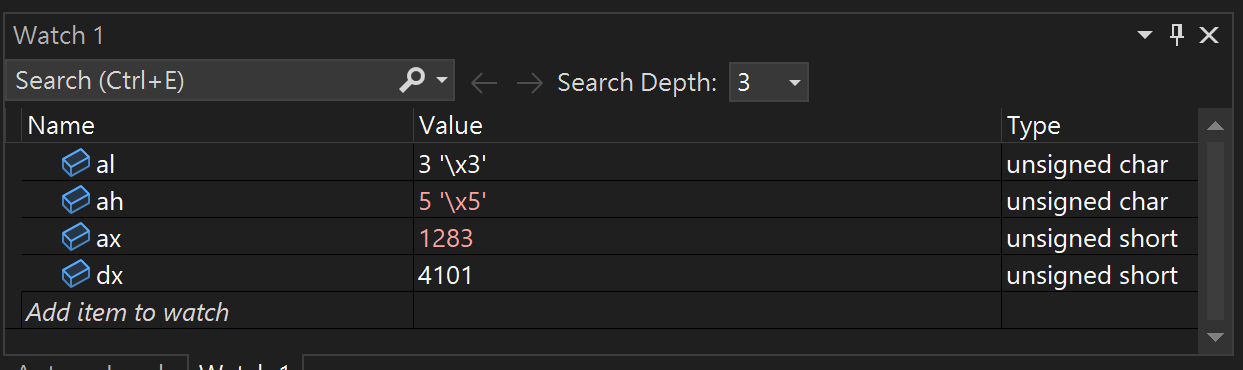 Watch 1
Search (Ctrl+E) Search Depth: 3
Name Value Type
al 3 '\x3' unsigned char
ah 5 '\x5' unsigned char
ax 1283 unsigned short
dx 4101 unsigned short
Add item to watch
Watch 1